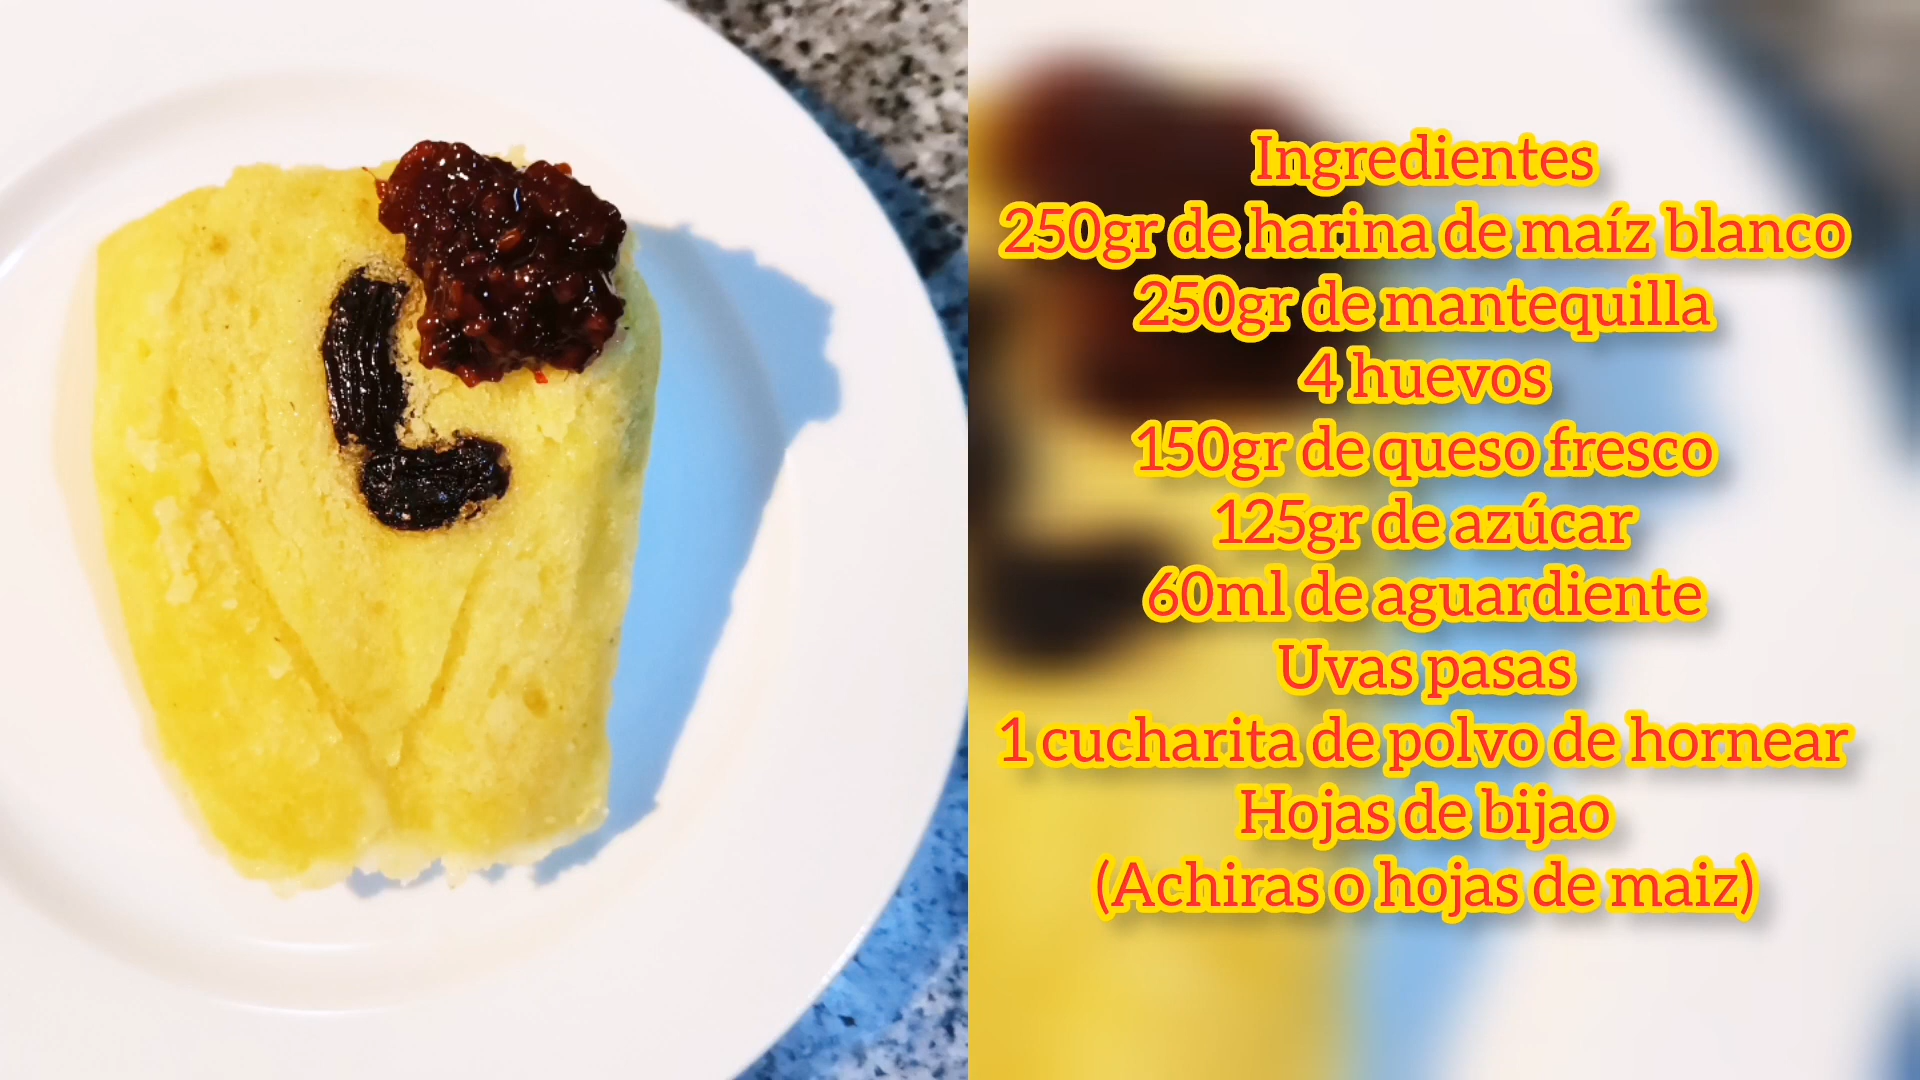 Ingredientes
250gr de harina de maíz blanco
250gr de mantequilla
4 huevos
150gr de queso fresco
125gr de azúcar
60ml de aguardiente
Uvas pasas
1 cucharita de polvo de hornear
Hojas de bijao
(Achiras o hojas de maiz)